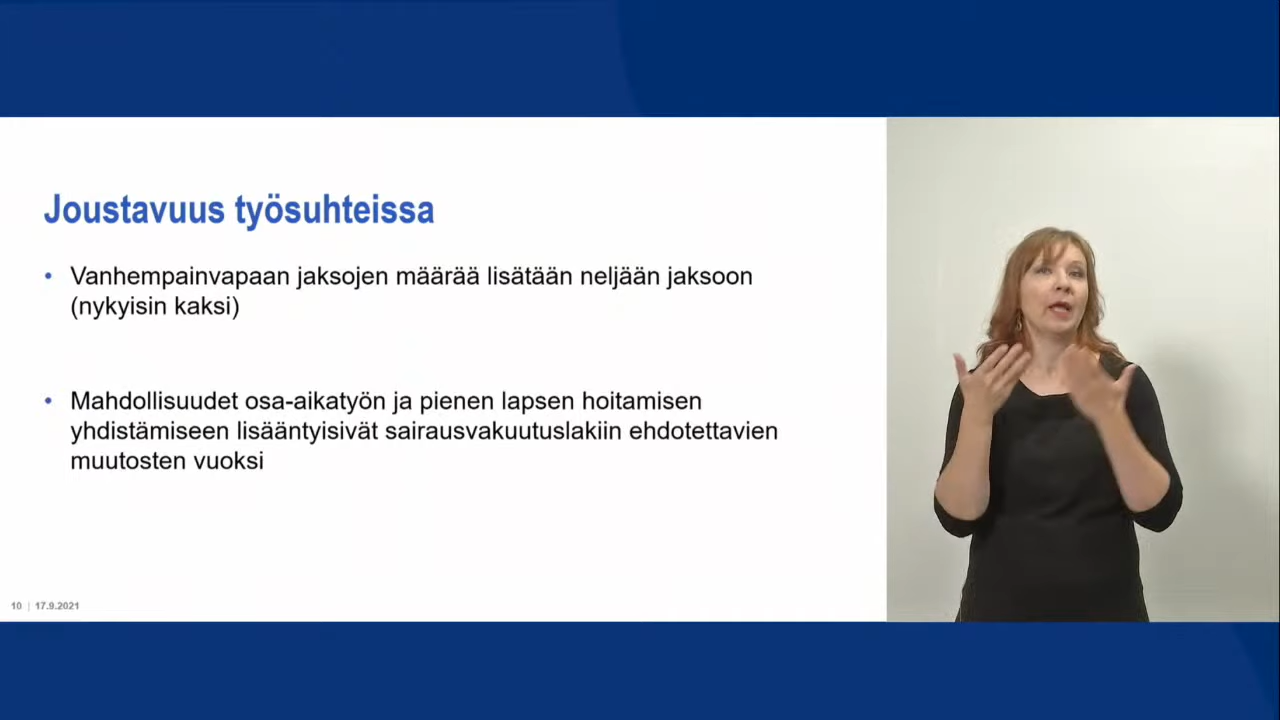 Joustavuus työsuhteissa
• Vanhempainvapaan jaksojen määrää lisätään neljään jaksoon
(nykyisin kaksi)
• Mahdollisuudet osa-aikatyön ja pienen lapsen hoitamisen
yhdistämiseen lisääntyisivät sairausvakuutuslakiin ehdotettavien
muutosten vuoksi
10 | 17.9.2021